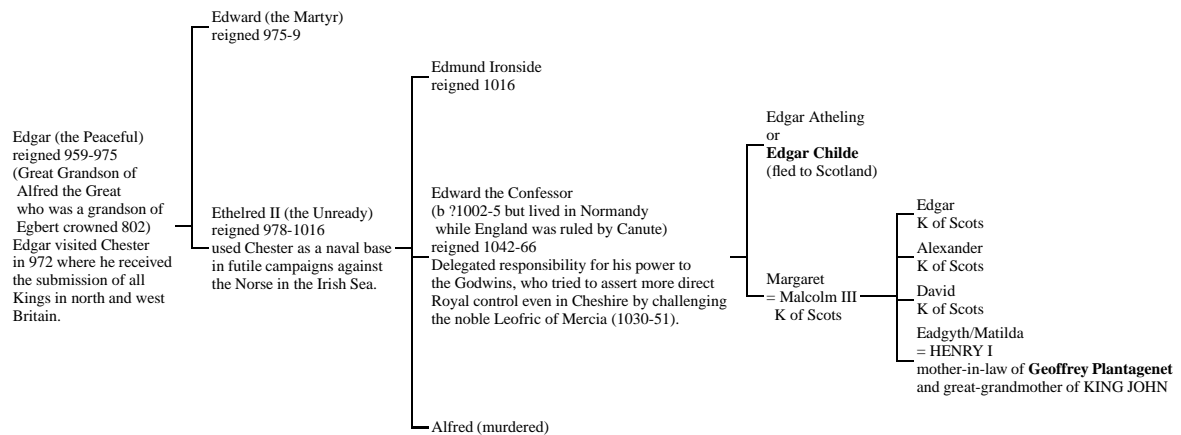 Edward (the Martyr)
reigned 975-9
Edmund Ironside
reigned 1016
Edgar (the Peaceful)
reigned 959-975
(Great Grandson of
Alfred the Great
who was a grandson of
Egbert crowned 802)
Edgar visited Chester
in 972 where he received
the submission of all
Kings in north and west
Britain.
Ethelred II (the Unready)
reigned 978-1016
used Chester as a naval base
in futile campaigns against
the Norse in the Irish Sea.
Edward the Confessor
(b ?1002-5 but lived in Normandy
while England was ruled by Canute)
reigned 1042-66
Delegated responsibility for his power to
the Godwins, who tried to assert more direct
Royal control even in Cheshire by challenging
the noble Leofric of Mercia (1030-51).
Alfred (murdered)
Edgar Atheling
or
Edgar Childe
(fled to Scotland)
Margaret
= Malcolm III
K of Scots
Edgar
K of Scots
Alexander
K of Scots
David
K of Scots
Eadgyth/Matilda
= HENRY I
mother-in-law of Geoffrey Plantagenet
and great-grandmother of KING JOHN